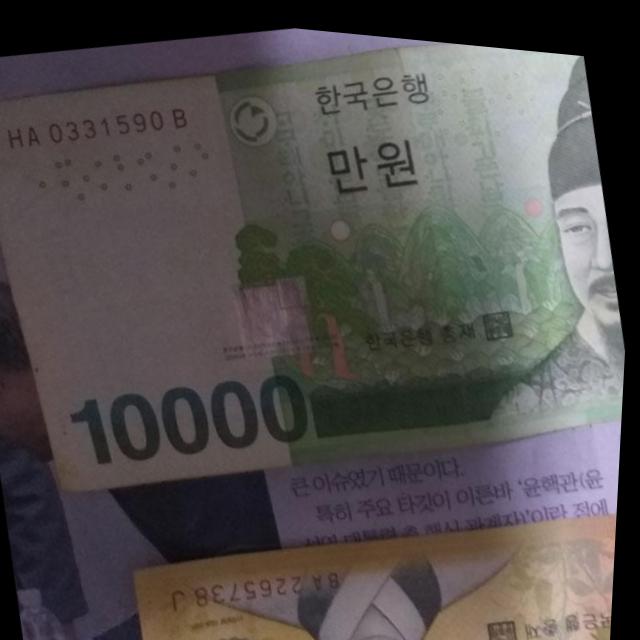 HA 0331590 B
한국은행
만원
한국은행 총재
10000
큰 이슈였기 때문이다.
특히 주요 타깃이 이른바 '윤핵관(윤
BA 2265738 J